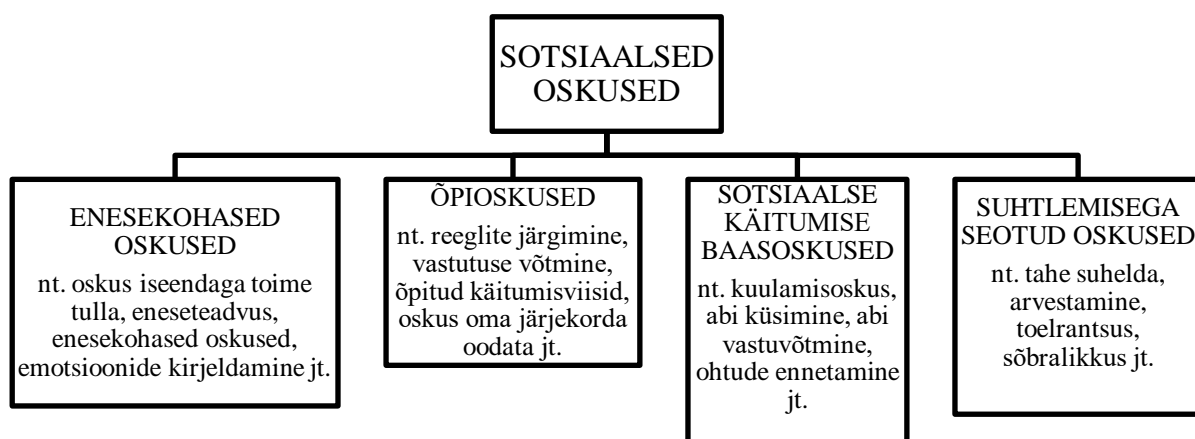 SOTSIAALSED
OSKUSED
ENESEKOHASED
OSKUSED
nt. oskus iseendaga toime
tulla, eneseteadvus,
enesekohased oskused,
emotsioonide kirjeldamine jt.
ÕPIOSKUSED
nt. reeglite järgimine,
vastutuse võtmine,
õpitud käitumisviisid,
oskus oma järjekorda
oodata jt.
SOTSIAALSE
KÄITUMISE
BAASOSKUSED
nt. kuulamisoskus,
abi küsimine, abi
vastuvõtmine,
ohtude ennetamine
jt.
SUHTLEMISEGA
SEOTUD OSKUSED
nt. tahe suhelda,
arvestamine,
toelrantsus,
sõbralikkus jt.